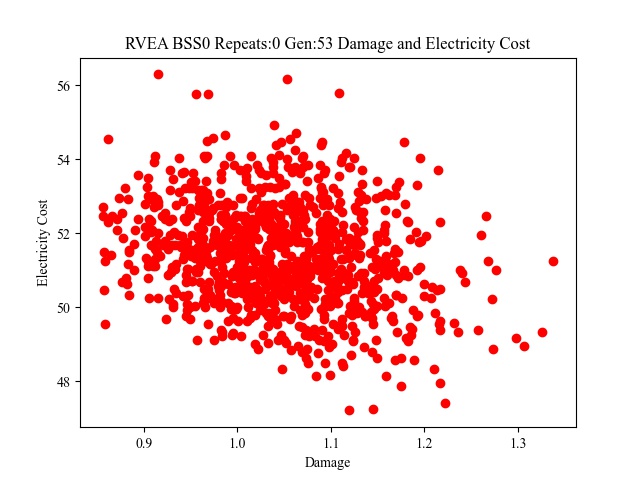 RVEA BSS0 Repeats:0 Gen:53 Damage and Electricity Cost
56
54
52
50
48
Electricity Cost
0.9 1.0 1.1 1.2 1.3
Damage